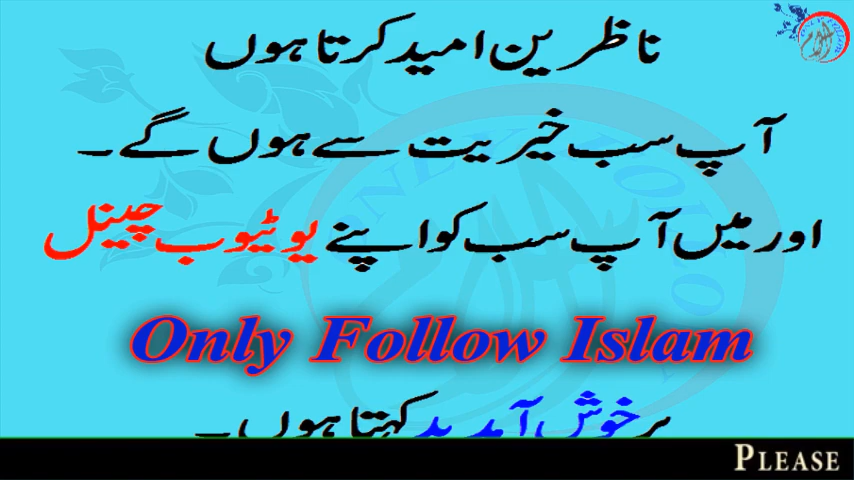 ناظرین امید کرتا ہوں
آپ سب خیریت سے ہوں گے۔
اور میں آپ سب کو اپنے یوٹیوب چینل
Only Follow Islam
پر خوش آمدید کہتا ہوں۔
PLEASE